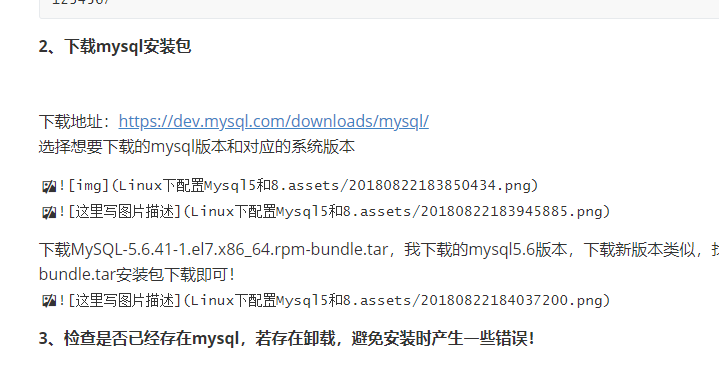 1234567
2、下载mysql安装包
下载地址：https://dev.mysql.com/downloads/mysql/
选择想要下载的mysql版本和对应的系统版本
![img](Linux下配置Mysql5和8.assets/20180822183850434.png)
![这里写图片描述](Linux下配置Mysql5和8.assets/20180822183945885.png)
下载MySQL-5.6.41-1.el7.x86_64.rpm-bundle.tar，我下载的mysql5.6版本，下载新版本类似，
bundle.tar安装包下载即可！
![这里写图片描述](Linux下配置Mysql5和8.assets/20180822184037200.png)
3、检查是否已经存在mysql，若存在卸载，避免安装时产生一些错误！